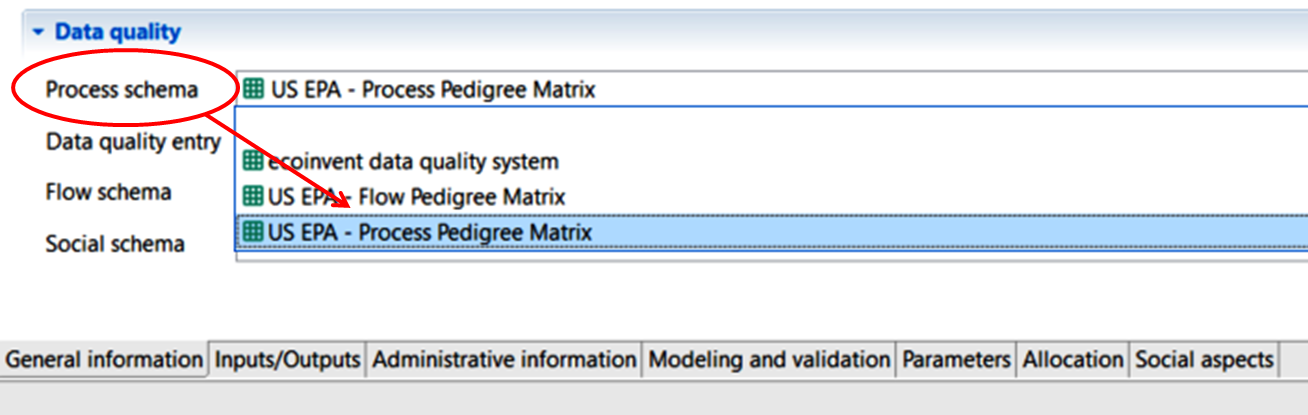 Data quality
Process schema
US EPA - Process Pedigree Matrix
Data quality entry
ecoinvent data quality system
Flow schema
US EPA - Flow Pedigree Matrix
Social schema
US EPA - Process Pedigree Matrix
General information
Inputs/Outputs
Administrative information
Modeling and validation
Parameters
Allocation
Social aspects